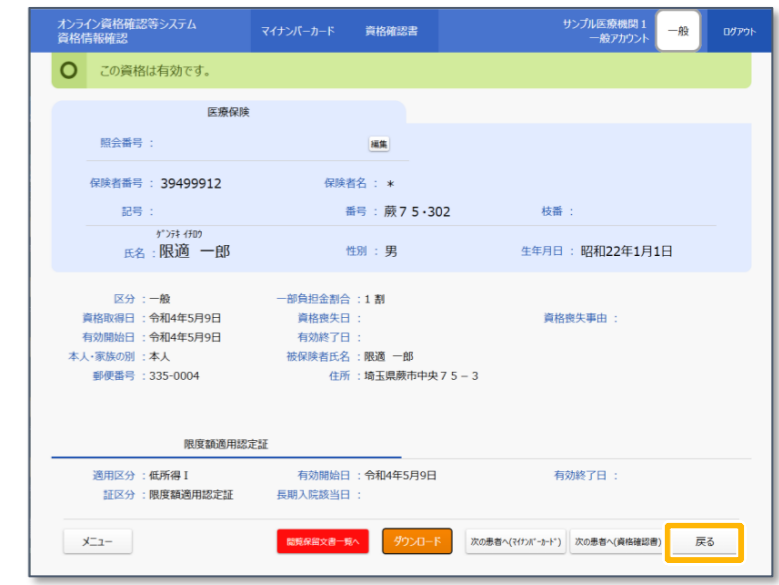 オンライン資格確認等システム
資格情報確認
マイナンバーカード 資格確認書
サンプル医療機関1
一般アカウント
一般
ログアウト
この資格は有効です。
医療保険
照会番号 : 編集
保険者番号 : 39499912 保険者名 : *
記号 : 番号 : 蕨75・302 枝番 :
ゲンテキ イチロウ
氏名 : 限適 一郎 性別 : 男 生年月日 : 昭和22年1月1日
区分 : 一般 一部負担金割合 : 1 割
資格取得日 : 令和4年5月9日 資格喪失日 : 資格喪失事由 :
有効開始日 : 令和4年5月9日 有効終了日 :
本人・家族の別 : 本人 被保険者氏名 : 限適 一郎
郵便番号 : 335-0004 住所 : 埼玉県蕨市中央75-3
限度額適用認定証
適用区分 : 低所得Ⅰ 有効開始日 : 令和4年5月9日 有効終了日 :
証区分 : 限度額適用認定証 長期入院該当日 :
メニュー 閲覧保留文書一覧へ ダウンロード 次の患者へ(マイナンバーカード) 次の患者へ(資格確認書) 戻る